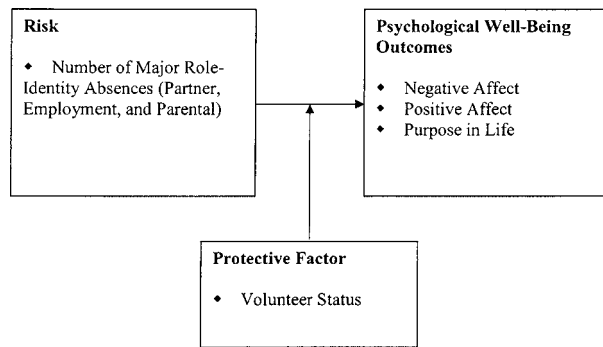 Risk
◆ Number of Major Role-
Identity Absences (Partner,
Employment, and Parental)
Psychological Well-Being
Outcomes
◆ Negative Affect
◆ Positive Affect
◆ Purpose in Life
Protective Factor
◆ Volunteer Status